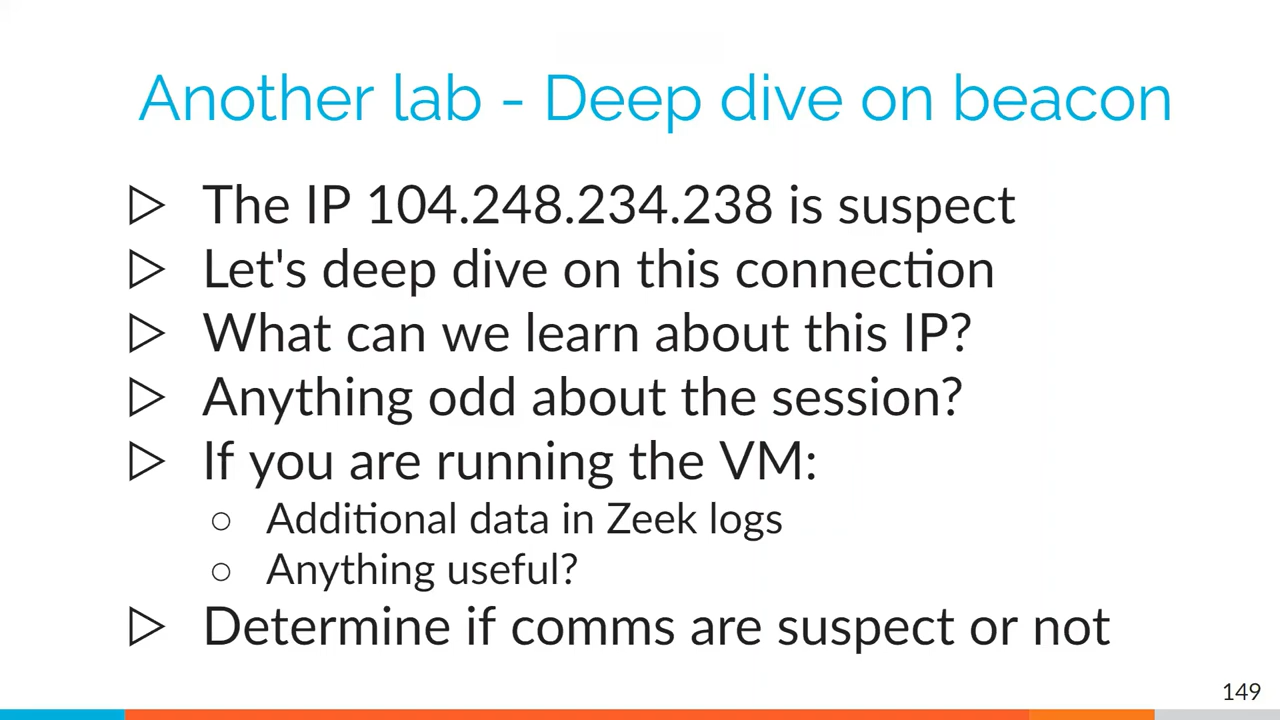 Another lab - Deep dive on beacon
▷ The IP 104.248.234.238 is suspect
▷ Let's deep dive on this connection
▷ What can we learn about this IP?
▷ Anything odd about the session?
▷ If you are running the VM:
○ Additional data in Zeek logs
○ Anything useful?
▷ Determine if comms are suspect or not
149